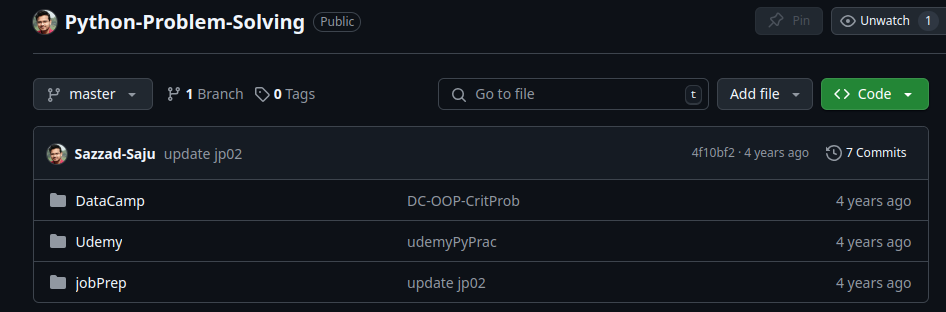 Python-Problem-Solving Public Pin Unwatch 1
master 1 Branch 0 Tags Go to file t Add file Code
Sazzad-Saju update jp02 4f10bf2 · 4 years ago 7 Commits
DataCamp DC-OOP-CritProb 4 years ago
Udemy udemyPyPrac 4 years ago
jobPrep update jp02 4 years ago